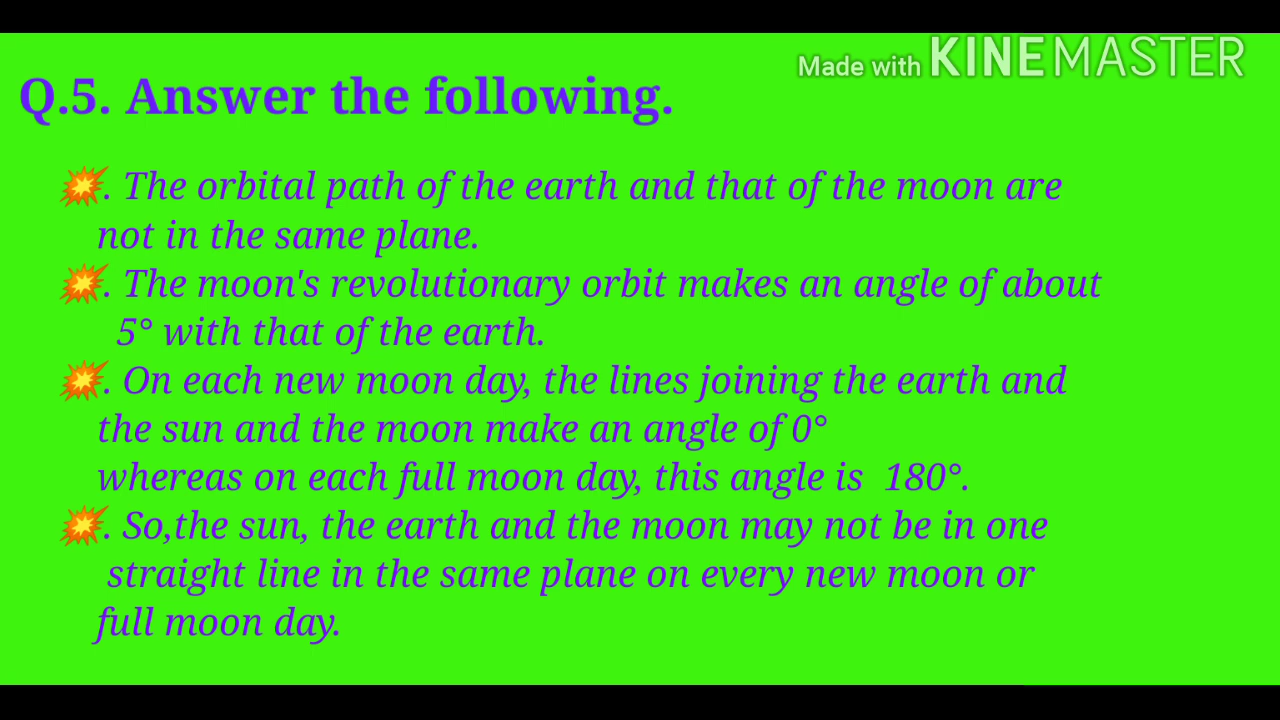 Made with KINEMASTER
Q.5. Answer the following.
💥. The orbital path of the earth and that of the moon are
not in the same plane.
💥. The moon's revolutionary orbit makes an angle of about
5° with that of the earth.
💥. On each new moon day, the lines joining the earth and
the sun and the moon make an angle of 0°
whereas on each full moon day, this angle is 180°.
💥. So,the sun, the earth and the moon may not be in one
straight line in the same plane on every new moon or
full moon day.